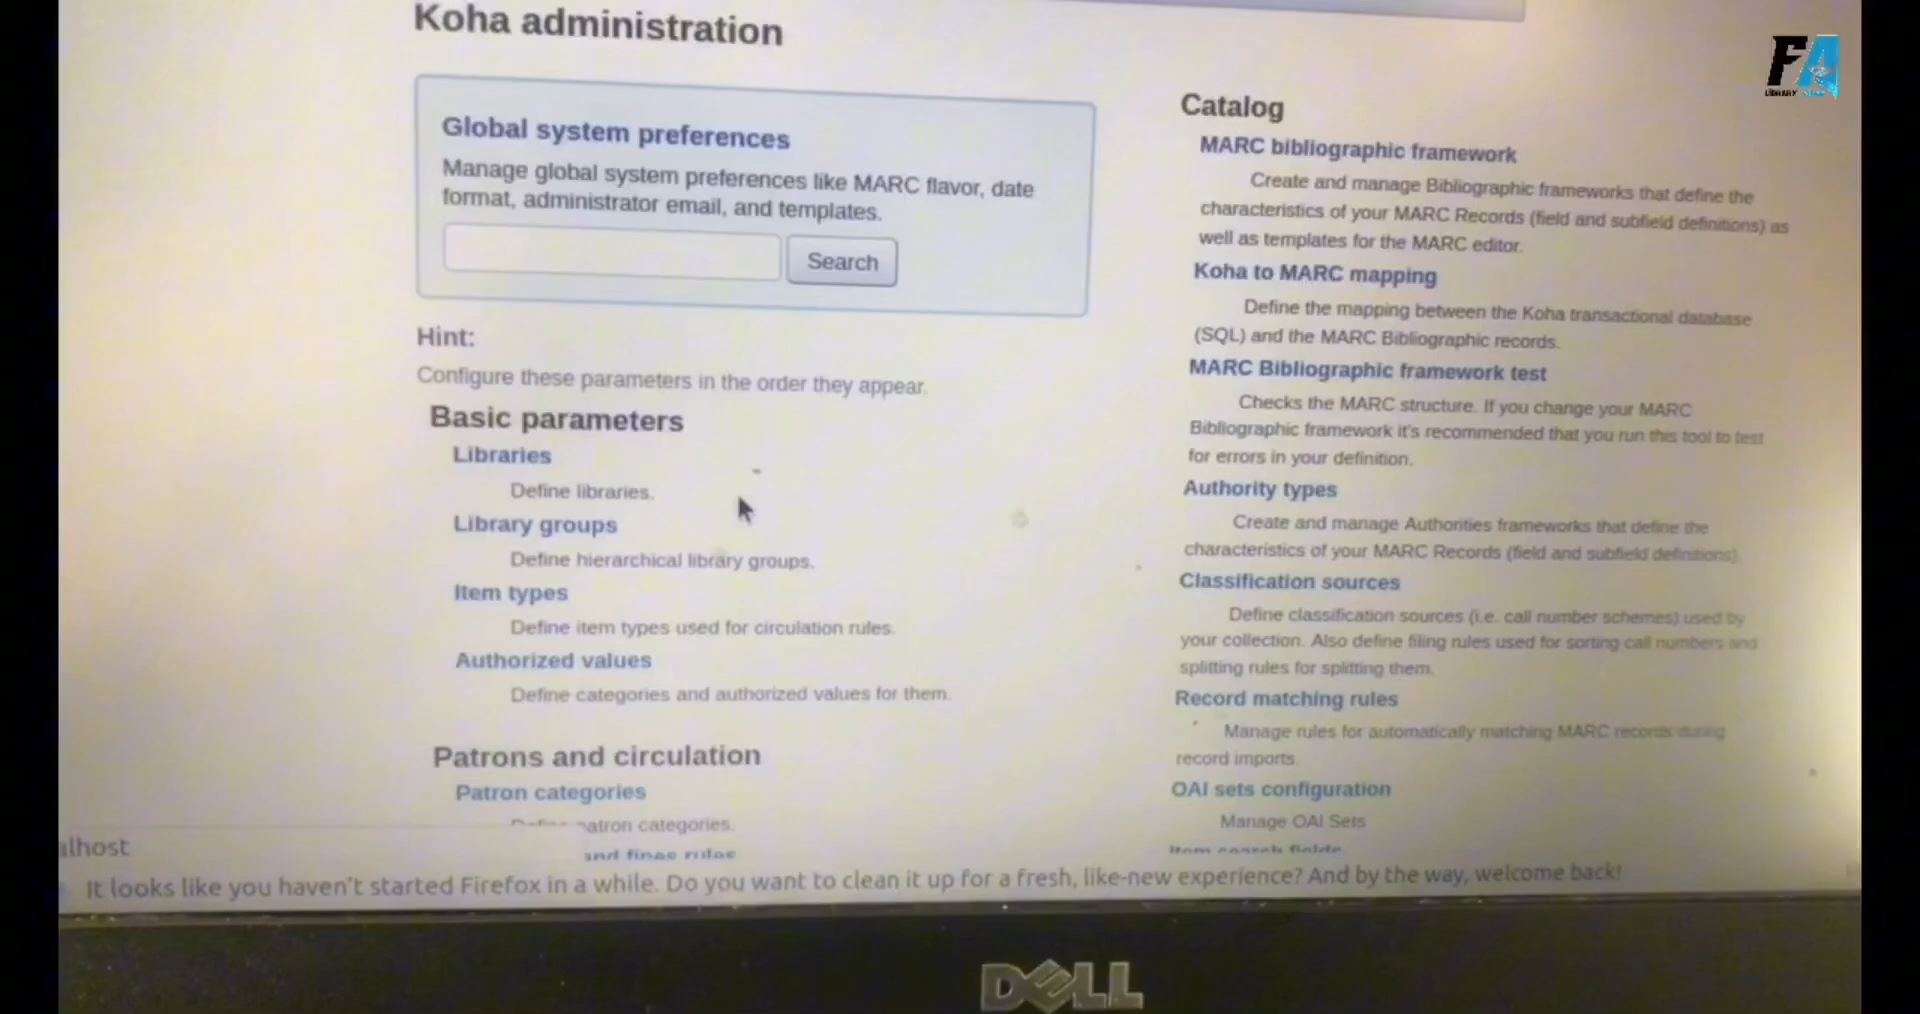 Koha administration
Global system preferences
Manage global system preferences like MARC flavor, date
format, administrator email, and templates.
Search
Hint:
Configure these parameters in the order they appear.
Basic parameters
Libraries
Define libraries.
Library groups
Define hierarchical library groups.
Item types
Define item types used for circulation rules.
Authorized values
Define categories and authorized values for them.
Patrons and circulation
Patron categories
Define patron categories.
and fines rules
Catalog
MARC bibliographic framework
Create and manage Bibliographic frameworks that define the
characteristics of your MARC Records (field and subfield definitions) as
well as templates for the MARC editor.
Koha to MARC mapping
Define the mapping between the Koha transactional database
(SQL) and the MARC Bibliographic records.
MARC Bibliographic framework test
Checks the MARC structure. If you change your MARC
Bibliographic framework it's recommended that you run this tool to test
for errors in your definition.
Authority types
Create and manage Authorities frameworks that define the
characteristics of your MARC Records (field and subfield definitions).
Classification sources
Define classification sources (i.e. call number schemes) used by
your collection. Also define filing rules used for sorting call numbers and
splitting rules for splitting them.
Record matching rules
Manage rules for automatically matching MARC records during
record imports.
OAI sets configuration
Manage OAI Sets
Item search fields
alhost
It looks like you haven't started Firefox in a while. Do you want to clean it up for a fresh, like-new experience? And by the way, welcome back!
DELL
FA
LIBRARY